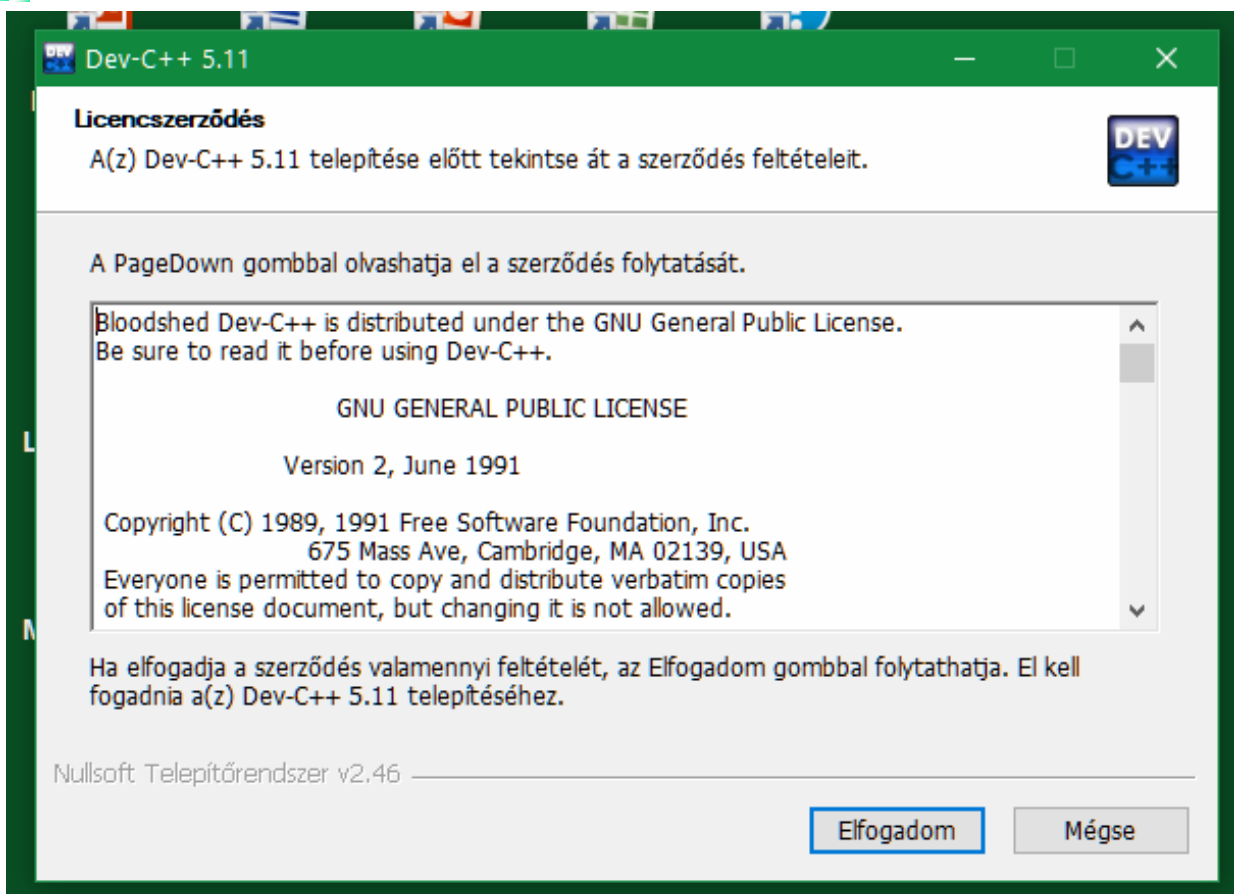 Dev-C++ 5.11
Licencszerződés
A(z) Dev-C++ 5.11 telepítése előtt tekintse át a szerződés feltételeit.
DEV
C++
A PageDown gombbal olvashatja el a szerződés folytatását.
Bloodshed Dev-C++ is distributed under the GNU General Public License.
Be sure to read it before using Dev-C++.
GNU GENERAL PUBLIC LICENSE
Version 2, June 1991
Copyright (C) 1989, 1991 Free Software Foundation, Inc.
675 Mass Ave, Cambridge, MA 02139, USA
Everyone is permitted to copy and distribute verbatim copies
of this license document, but changing it is not allowed.
Ha elfogadja a szerződés valamennyi feltételét, az Elfogadom gombbal folytathatja. El kell
fogadnia a(z) Dev-C++ 5.11 telepítéséhez.
Nullsoft Telepítőrendszer v2.46
Elfogadom
Mégse